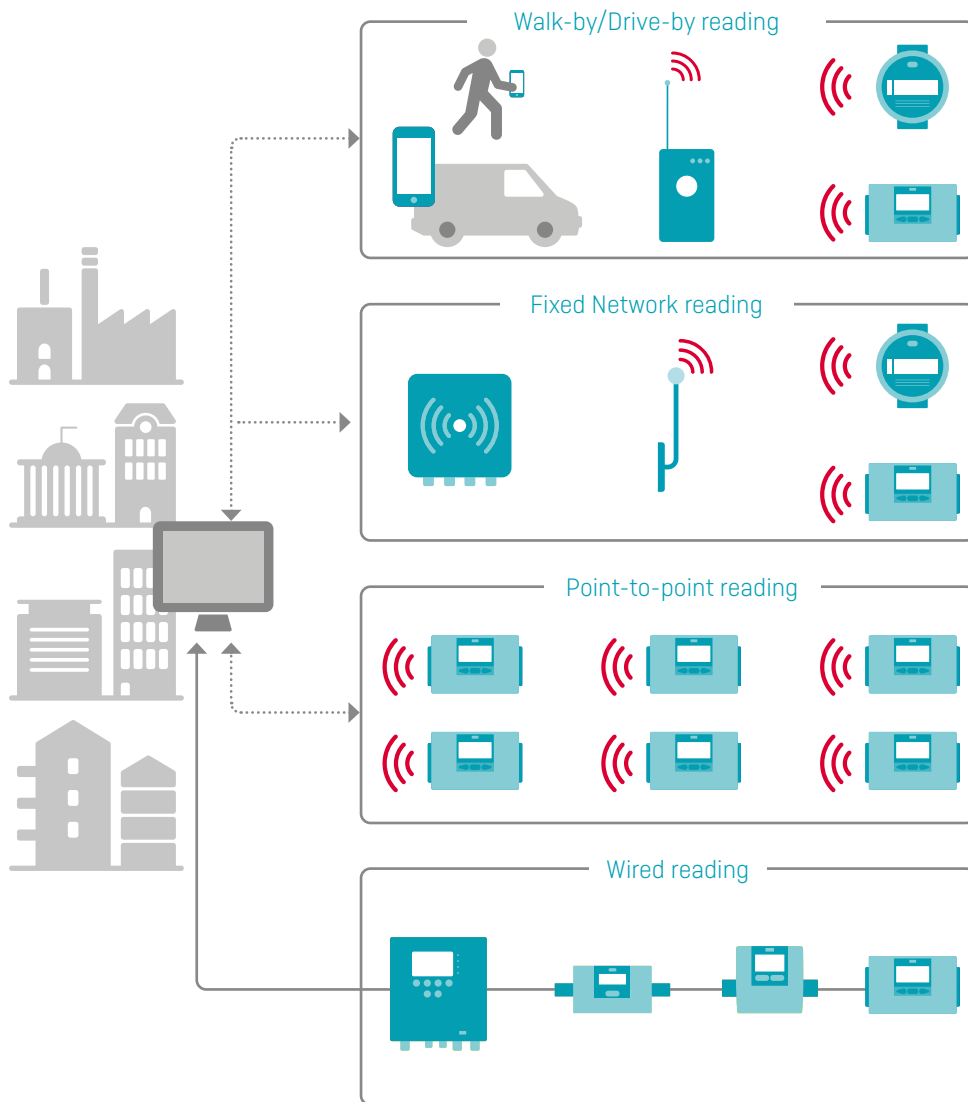 Walk-by/Drive-by reading
Fixed Network reading
Point-to-point reading
Wired reading